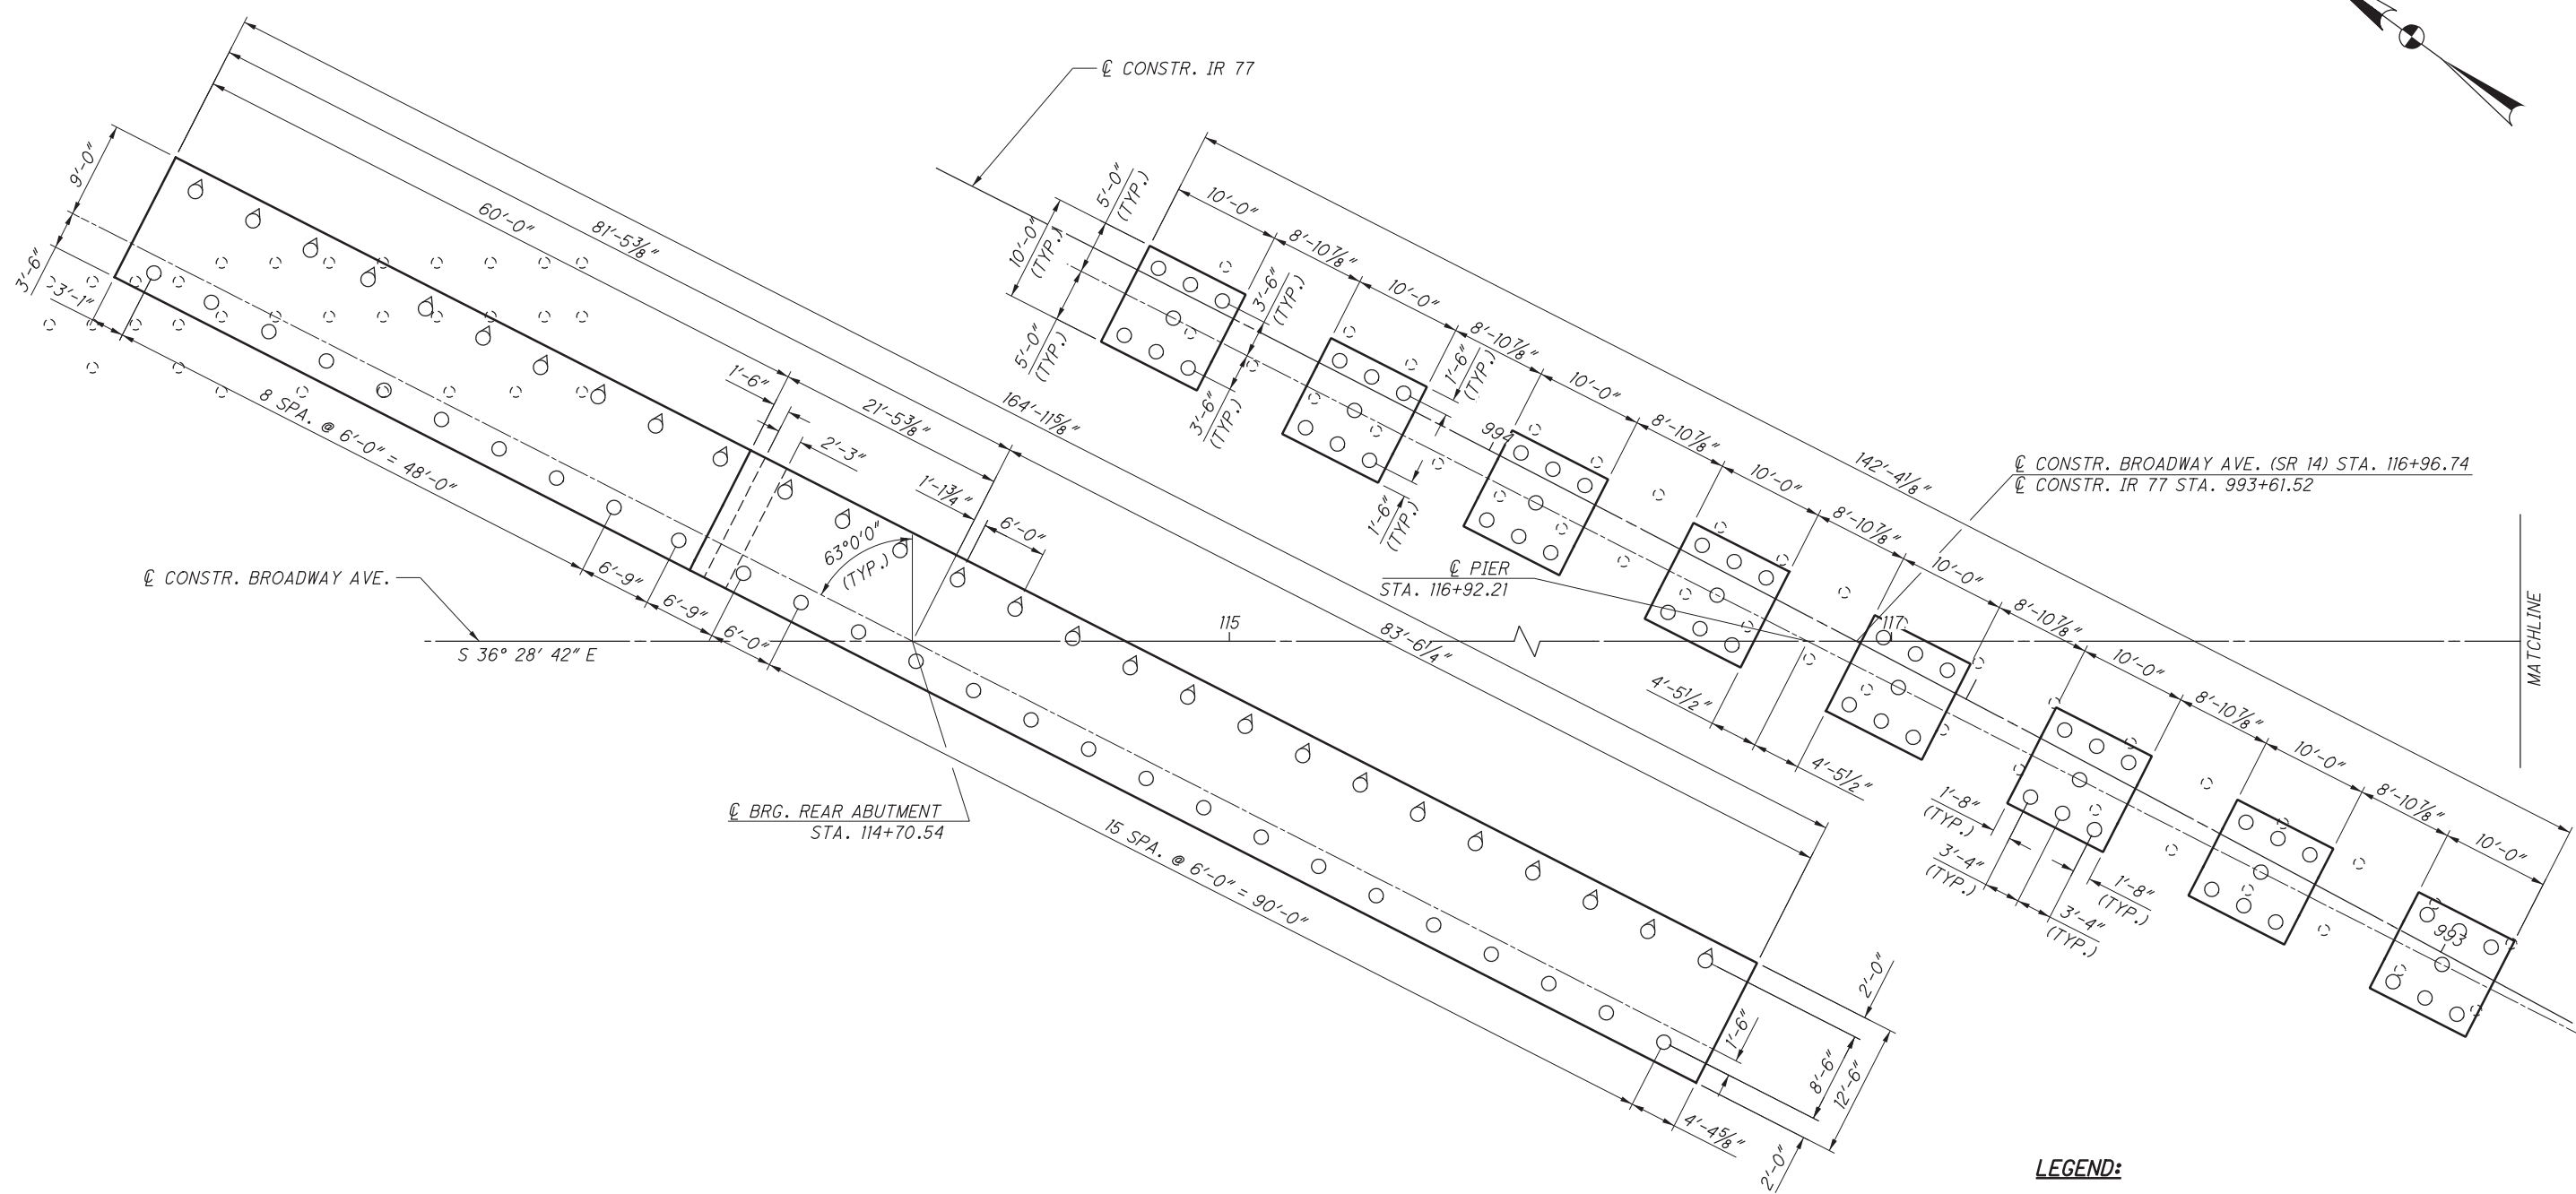 ℄ CONSTR. IR 77
9'-0"
3'-6"
3'-1"
60'-0"
81'-5⅜"
164'-11⅝"
8 SPA. @ 6'-0" = 48'-0"
1'-6"
2'-3"
21'-5⅜"
1'-1¾"
6'-0"
63°0'0"
(TYP.)
6'-9"
6'-9"
6'-0"
℄ CONSTR. BROADWAY AVE.
S 36° 28' 42" E
115
83'-6¼"
℄ BRG. REAR ABUTMENT
STA. 114+70.54
15 SPA. @ 6'-0" = 90'-0"
1'-6"
4'-4⅝"
2'-0"
8'-6"
12'-6"
2'-0"
10'-0"
(TYP.)
5'-0"
(TYP.)
5'-0"
(TYP.)
10'-0"
8'-10⅞"
3'-6"
(TYP.)
3'-6"
(TYP.)
10'-0"
8'-10⅞"
1'-6"
(TYP.)
1'-6"
(TYP.)
994
10'-0"
8'-10⅞"
142'-4⅛"
10'-0"
8'-10⅞"
10'-0"
8'-10⅞"
10'-0"
8'-10⅞"
10'-0"
8'-10⅞"
10'-0"
℄ CONSTR. BROADWAY AVE. (SR 14) STA. 116+96.74
℄ CONSTR. IR 77 STA. 993+61.52
℄ PIER
STA. 116+92.21
117
4'-5½"
4'-5½"
1'-8"
(TYP.)
3'-4"
(TYP.)
1'-8"
(TYP.)
3'-4"
(TYP.)
993
MATCHLINE
LEGEND: